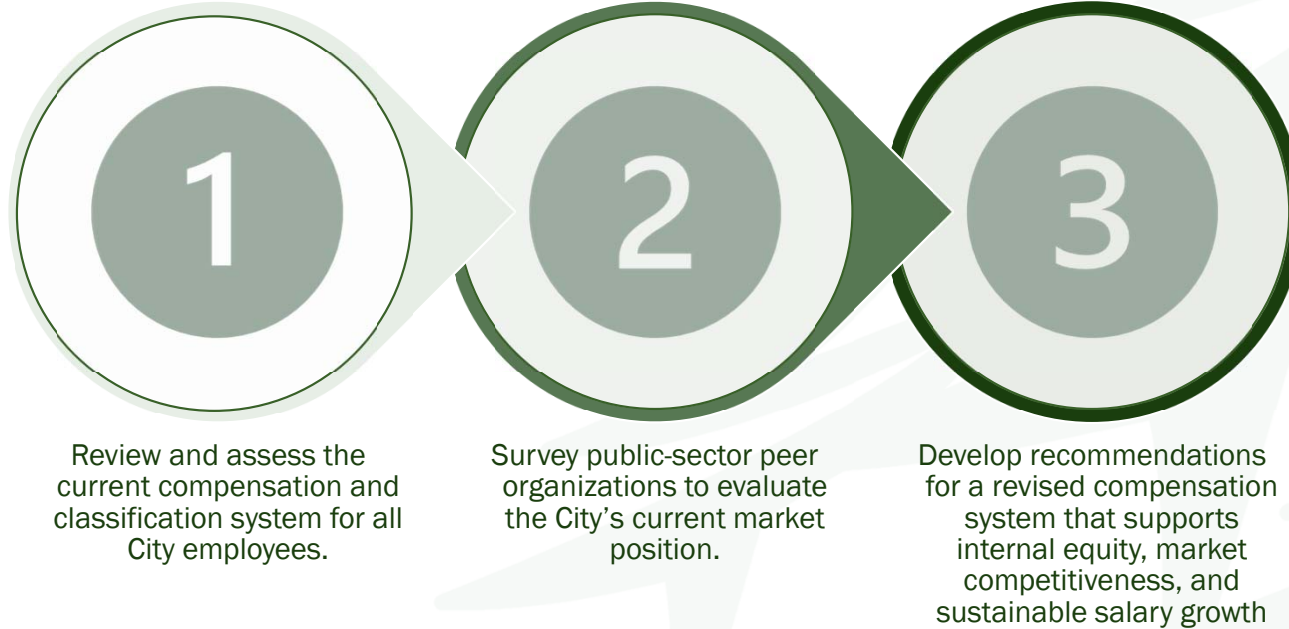 1
2
3
Review and assess the
current compensation and
classification system for all
City employees.
Survey public-sector peer
organizations to evaluate
the City’s current market
position.
Develop recommendations
for a revised compensation
system that supports
internal equity, market
competitiveness, and
sustainable salary growth